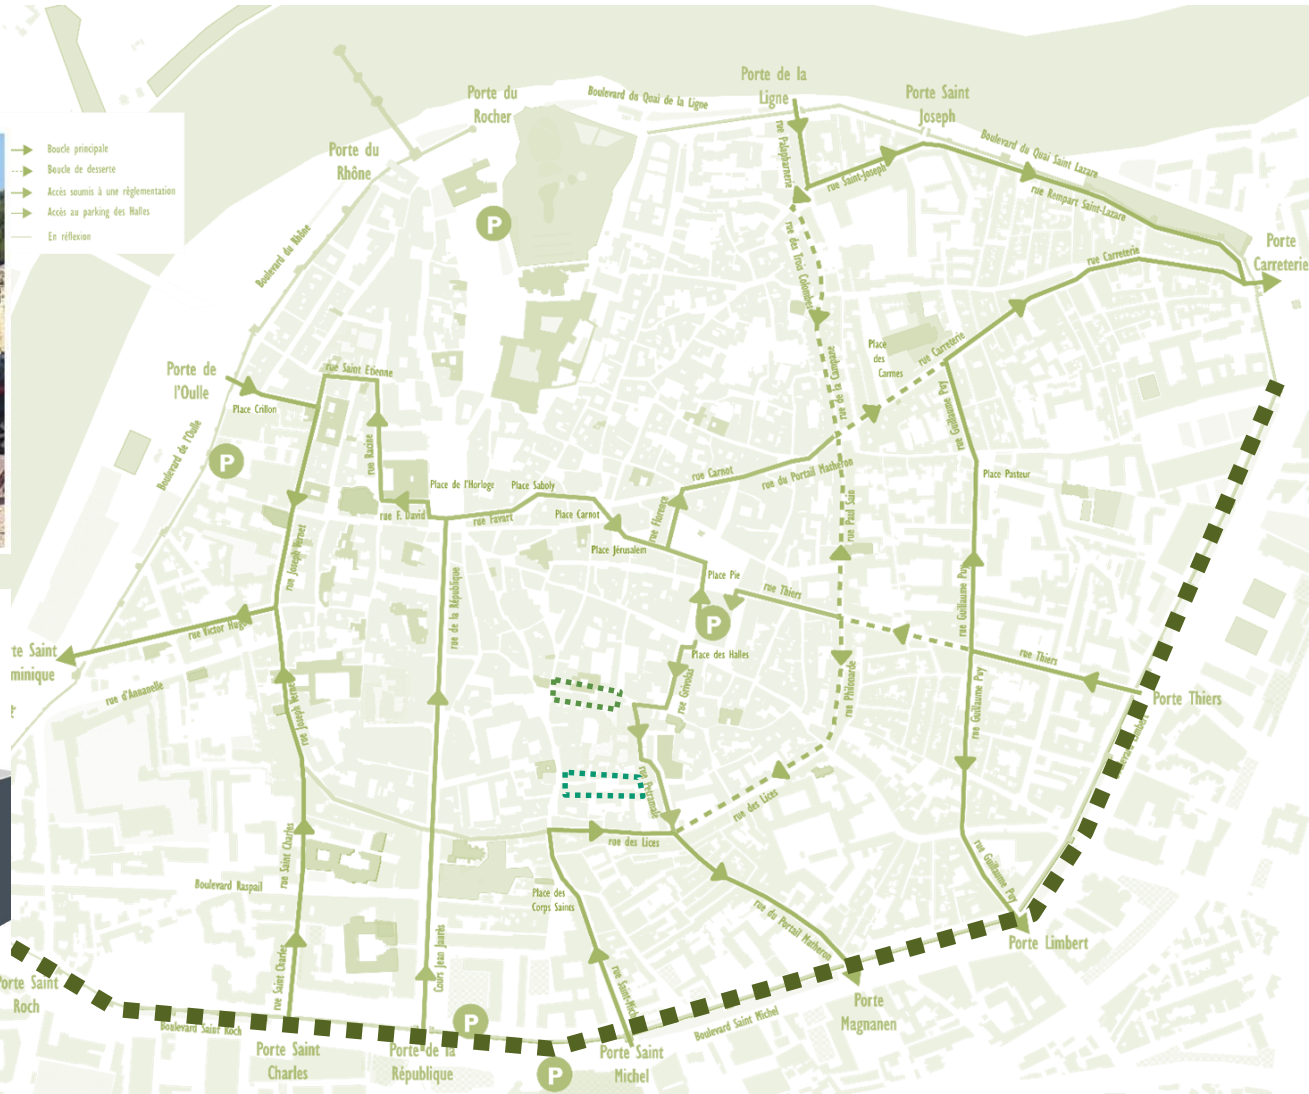 Boucle principale
Boucle de desserte
Accès soumis à une règlementation
Accès au parking des Halles
En réflexion
Porte de la
Ligne
Porte Saint
Joseph
Porte du
Rocher
Boulevard du Quai de la Ligne
Porte du
Rhône
rue Palapharnerie
rue Saint-Joseph
Boulevard du Quai Saint Lazare
rue Rempart Saint-Lazare
Porte
Carreterie
P
Boulevard du Rhône
rue des Trois Colombes
rue Carreterie
Place
des
Carmes
rue Carreterie
Porte de
l'Oulle
rue Saint Etienne
Place Crillon
rue de la Campane
rue Guillaume Puy
Boulevard de l'Oulle
P
rue Racine
rue Carnot
rue du Portail Matheron
Place Pasteur
Place de l'Horloge
Place Saboly
rue F. David
rue Favart
Place Carnot
rue Florence
rue Paul Saïn
Place Jérusalem
rue Joseph Vernet
rue de la République
Place Pie
rue Thiers
rue Guillaume Puy
P
rue Victor Hugo
te Saint
minique
Place des Halles
rue Thiers
rue d'Annanelle
rue Grivolas
rue Philonarde
rue Guillaume Puy
Porte Thiers
rue Joseph Vernet
rue Petramale
rue des Lices
rue des Lices
rue Saint Charles
Boulevard Raspail
Place des
Corps Saints
rue Guillaume Puy
rue du Portail Matheron
Porte Limbert
rue Saint Charles
Cours Jean Jaurès
Porte Saint
Roch
Porte
Magnanen
Boulevard Saint Roch
P
Boulevard Saint Michel
Porte Saint
Charles
Porte de la
République
P
Porte Saint
Michel